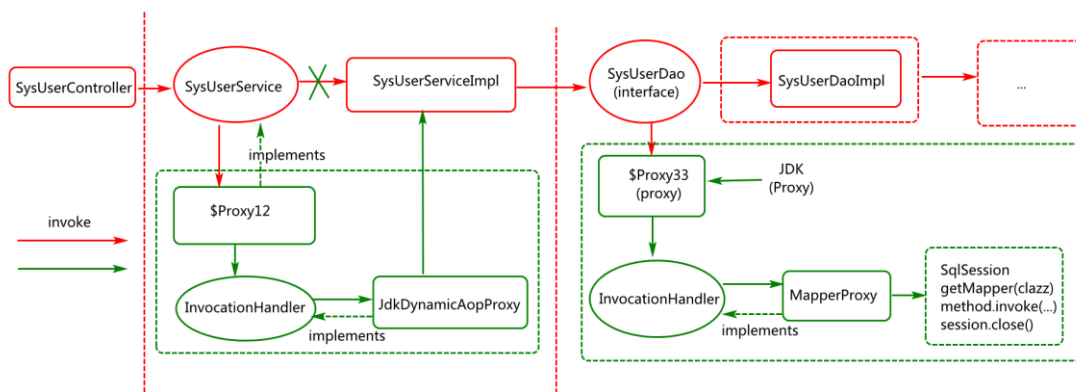 SysUserController
SysUserService
SysUserServiceImpl
SysUserDao
(interface)
SysUserDaoImpl
...
implements
$Proxy12
$Proxy33
(proxy)
JDK
(Proxy)
invoke
InvocationHandler
JdkDynamicAopProxy
implements
InvocationHandler
MapperProxy
implements
SqlSession
getMapper(clazz)
method.invoke(...)
session.close()